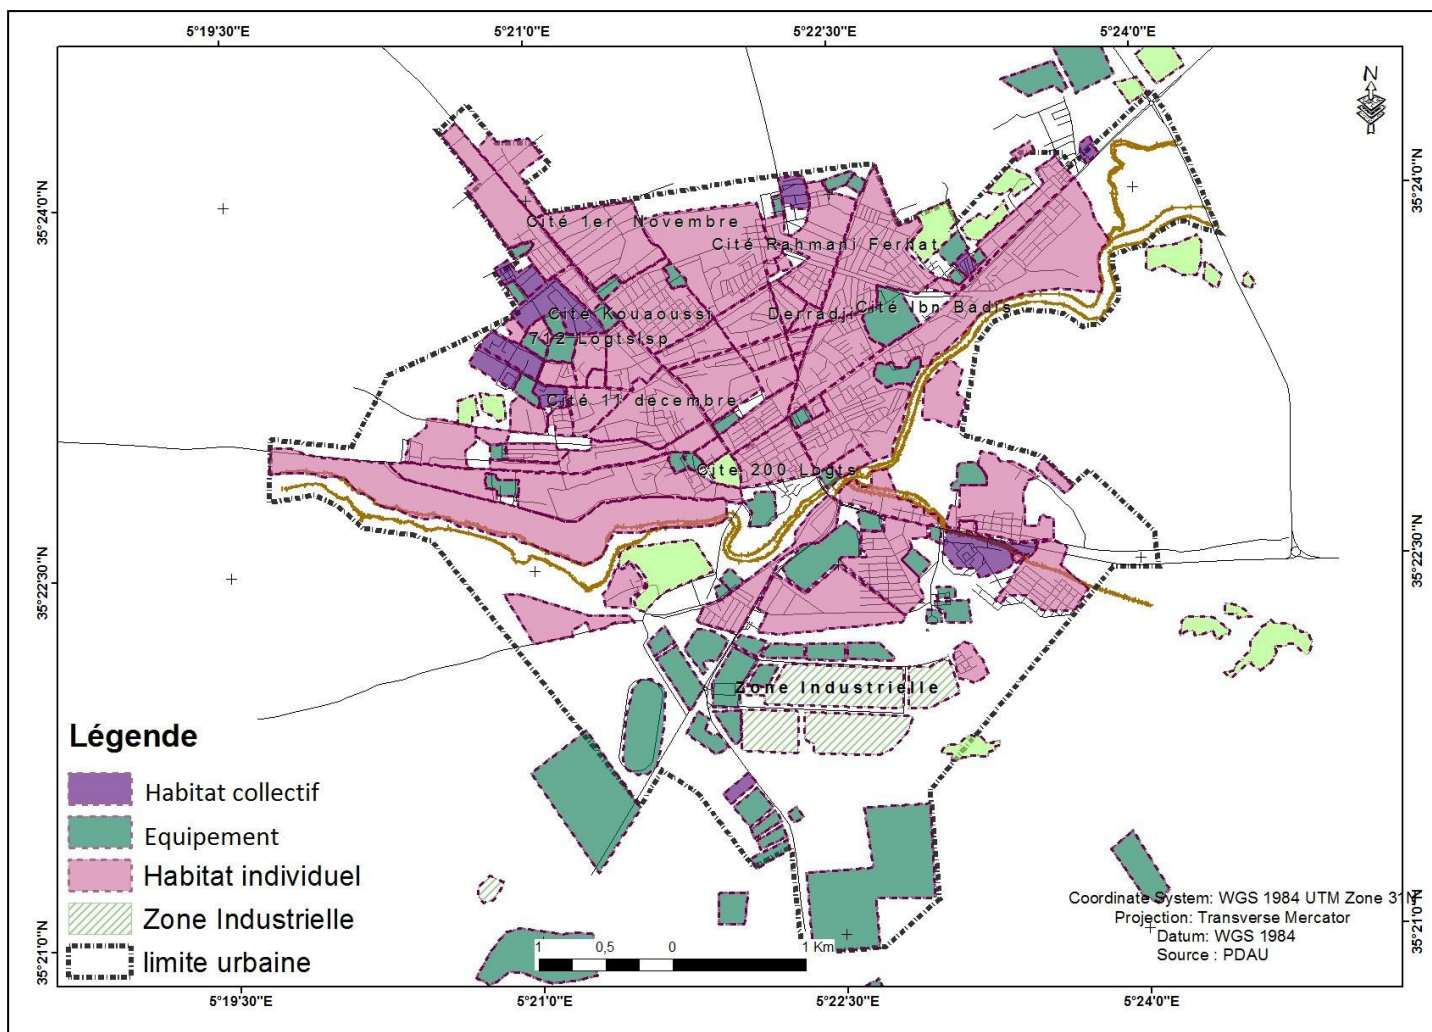 5°19'30"E
5°21'0"E
5°22'30"E
5°24'0"E
N
35°24'0"N
35°24'0"N
Cité 1er Novembre
Cité Rahmani Ferhat
Cité Kouaoussi
Derradji
Cité Ibn Badis
712 Logtslsp
Cité 11 décembre
Cité 200 Logts
35°22'30"N
35°22'30"N
Zone Industrielle
Légende
Habitat collectif
Equipement
Habitat individuel
Zone Industrielle
limite urbaine
35°21'0"N
35°21'0"N
1 0,5 0 1 Km
Coordinate System: WGS 1984 UTM Zone 31N
Projection: Transverse Mercator
Datum: WGS 1984
Source : PDAU
5°19'30"E
5°21'0"E
5°22'30"E
5°24'0"E